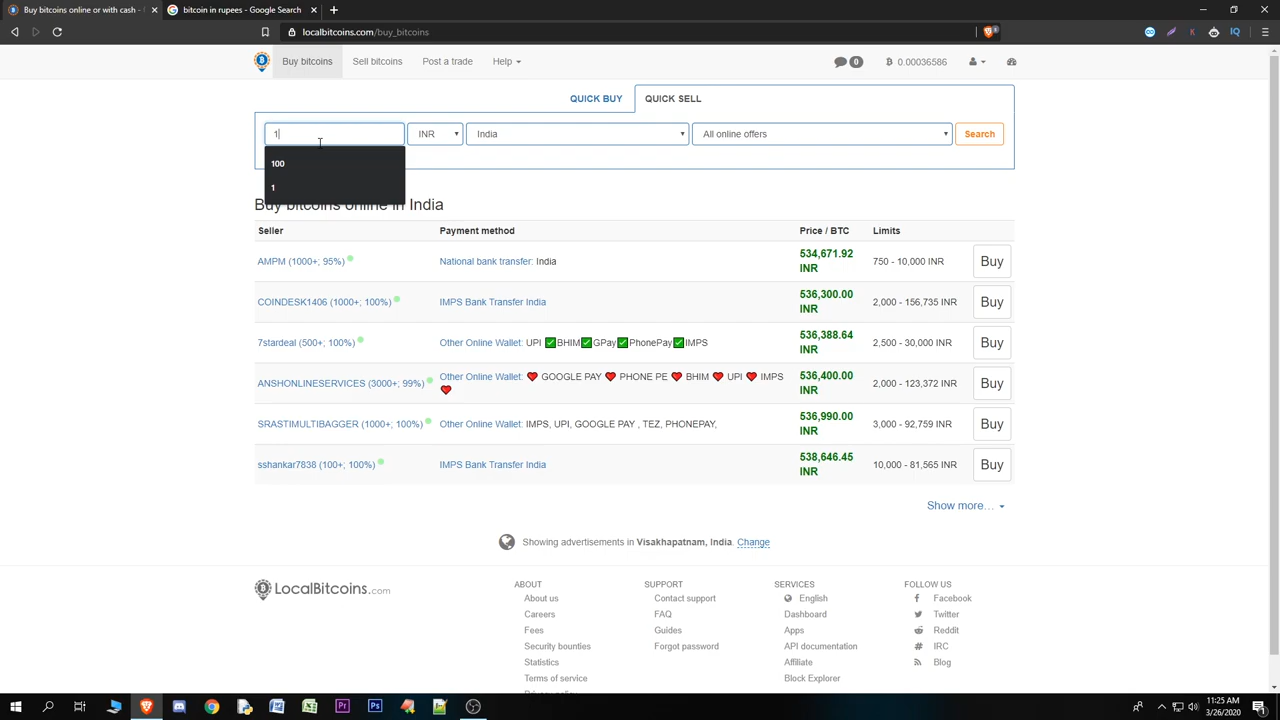 Buy bitcoins online or with cash - ( bitcoin in rupees - Google Search
localbitcoins.com/buy_bitcoins
Buy bitcoins Sell bitcoins Post a trade Help 0 0.00036586
QUICK BUY QUICK SELL
1 INR India All online offers Search
100
1
Buy bitcoins online in India
Seller Payment method Price / BTC Limits
AMPM (1000+; 95%) National bank transfer: India 534,671.92 INR 750 - 10,000 INR Buy
COINDESK1406 (1000+; 100%) IMPS Bank Transfer India 536,300.00 INR 2,000 - 156,735 INR Buy
7stardeal (500+; 100%) Other Online Wallet: UPI ✅BHIM✅GPay✅PhonePay✅IMPS 536,388.64 INR 2,500 - 30,000 INR Buy
ANSHONLINESERVICES (3000+; 99%) Other Online Wallet: ❤ GOOGLE PAY ❤ PHONE PE ❤ BHIM ❤ UPI ❤ IMPS ❤ 536,400.00 INR 2,000 - 123,372 INR Buy
SRASTIMULTIBAGGER (1000+; 100%) Other Online Wallet: IMPS, UPI, GOOGLE PAY , TEZ, PHONEPAY, 536,990.00 INR 3,000 - 92,759 INR Buy
sshankar7838 (100+; 100%) IMPS Bank Transfer India 538,646.45 INR 10,000 - 81,565 INR Buy
Show more…
Showing advertisements in Visakhapatnam, India. Change
LocalBitcoins.com
ABOUT SUPPORT SERVICES FOLLOW US
About us Contact support English Facebook
Careers FAQ Dashboard Twitter
Fees Guides Apps Reddit
Security bounties Forgot password API documentation IRC
Statistics Affiliate Blog
Terms of service Block Explorer
11:25 AM
3/26/2020